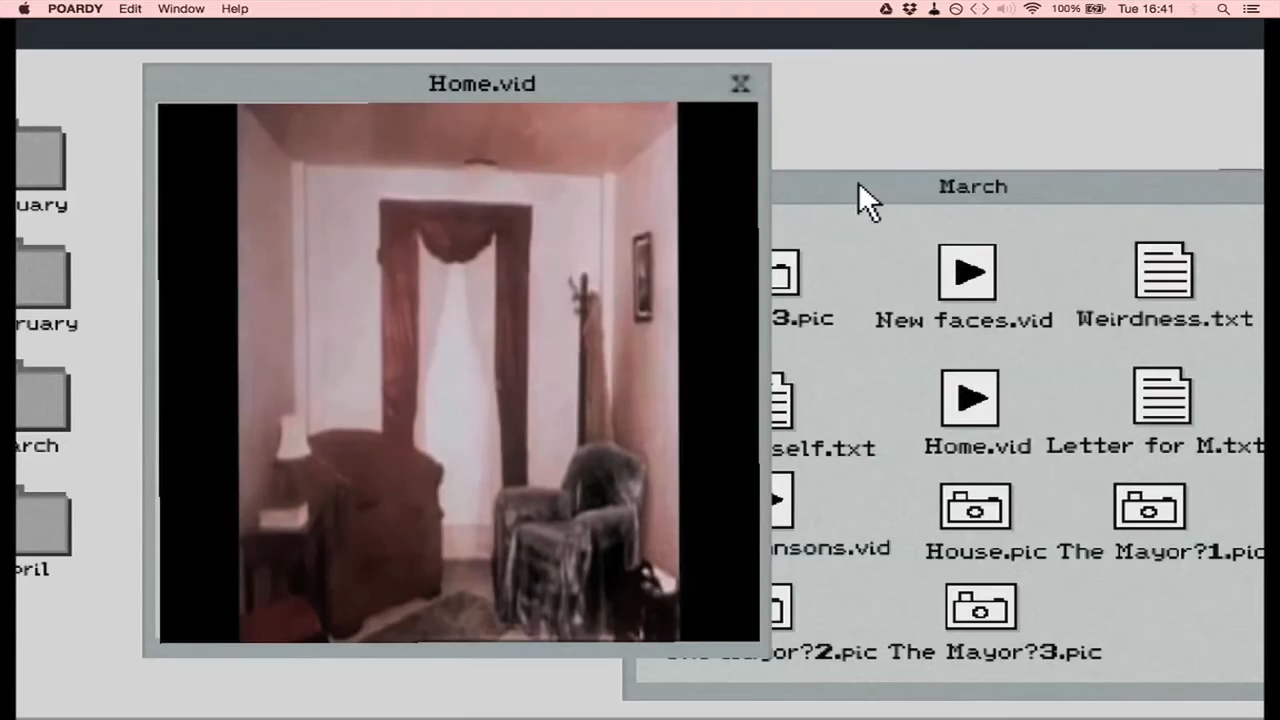 POARDY Edit Window Help 100% Tue 16:41
Home.vid X
March
uary
3.pic New faces.vid Weirdness.txt
ruary
self.txt Home.vid Letter for M.txt
arch
nsons.vid House.pic The Mayor?1.pic
pril
Mayor?2.pic The Mayor?3.pic